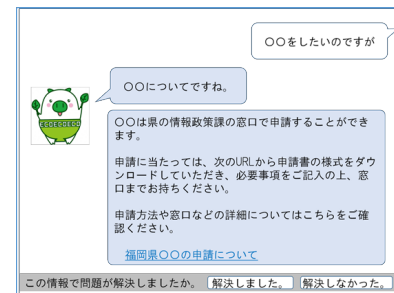 〇〇をしたいのですが
〇〇についてですね。
〇〇は県の情報政策課の窓口で申請することができ
ます。
申請に当たっては、次のURLから申請書の様式をダウ
ンロードしていただき、必要事項をご記入の上、窓
口までお持ちください。
申請方法や窓口などの詳細についてはこちらをご確
認ください。
福岡県〇〇の申請について
この情報で問題が解決しましたか。 解決しました。 解決しなかった。